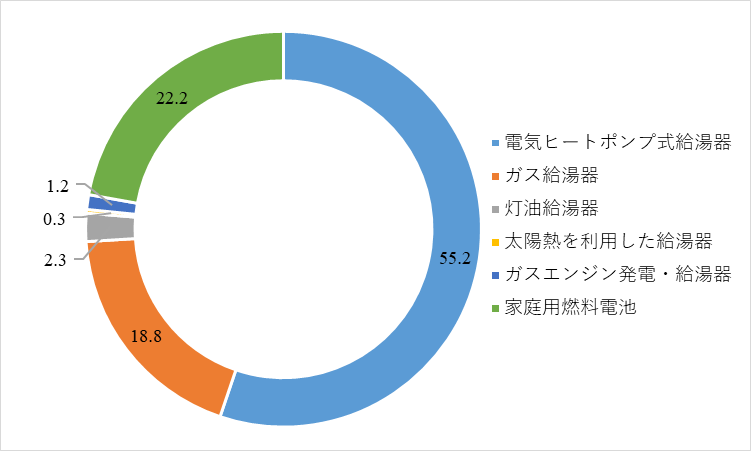 22.2
1.2
0.3
2.3
18.8
55.2
電気ヒートポンプ式給湯器
ガス給湯器
灯油給湯器
太陽熱を利用した給湯器
ガスエンジン発電・給湯器
家庭用燃料電池